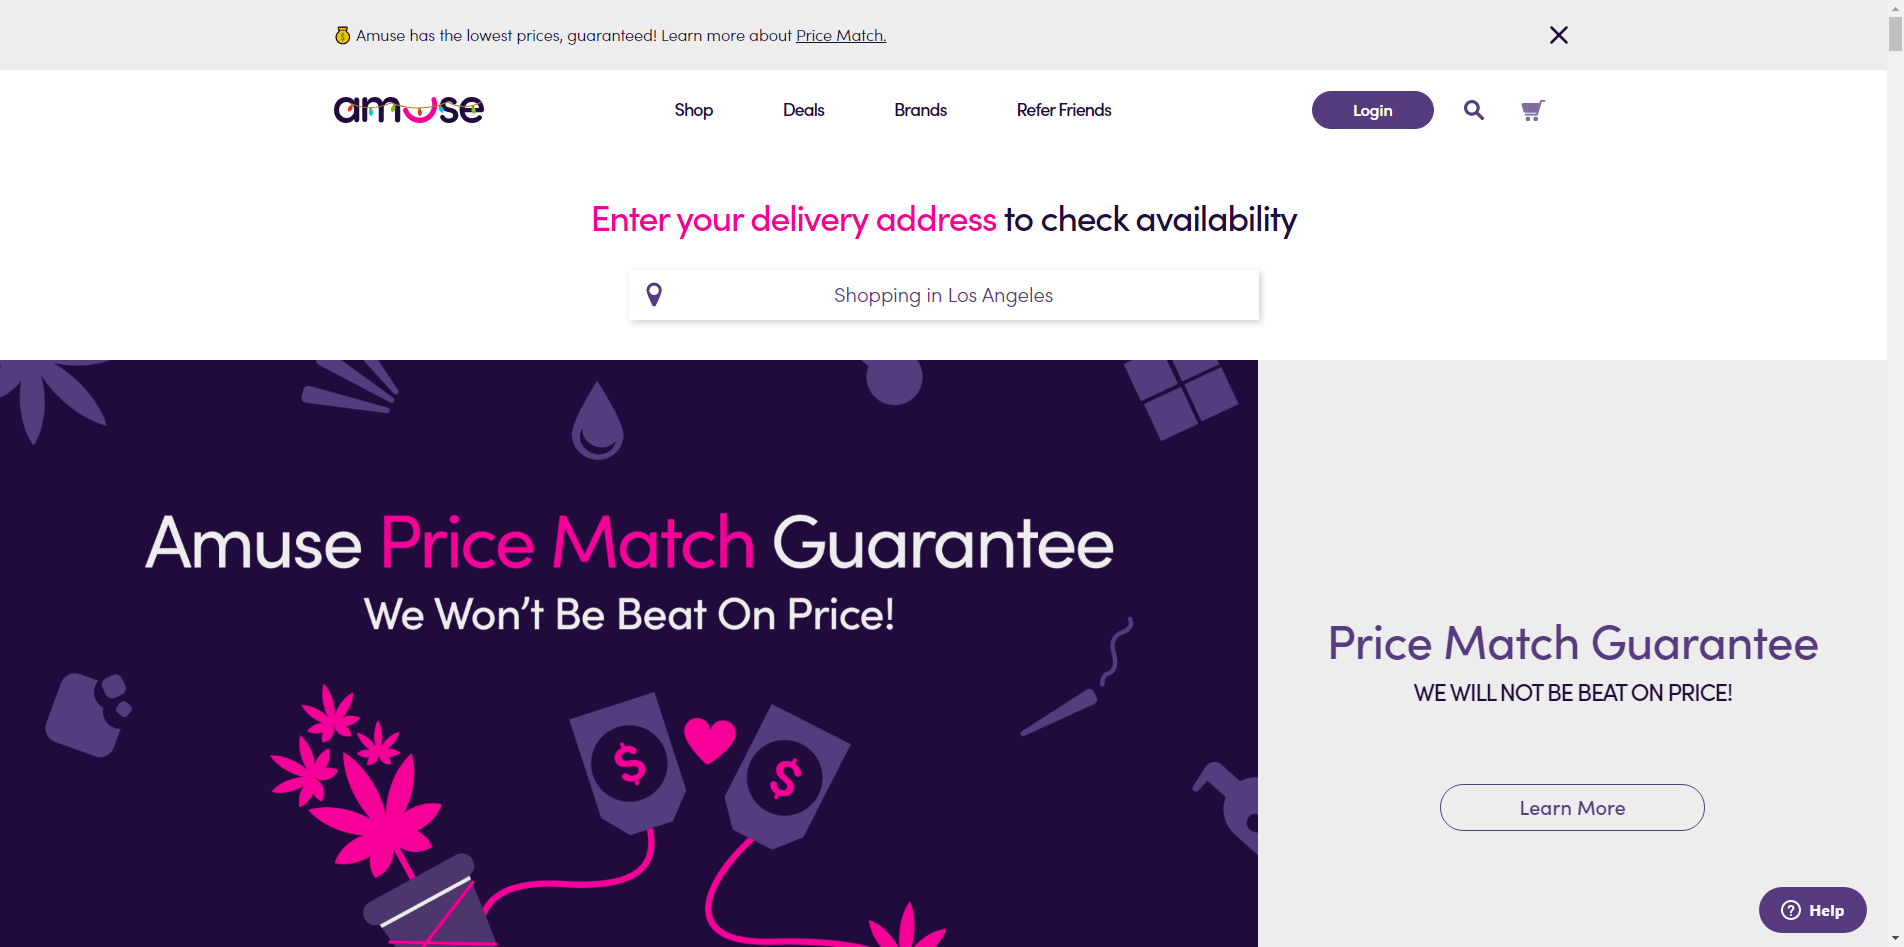 Amuse has the lowest prices, guaranteed! Learn more about Price Match.
amuse
Shop
Deals
Brands
Refer Friends
Login
Enter your delivery address to check availability
Shopping in Los Angeles
Amuse Price Match Guarantee
We Won't Be Beat On Price!
$ $
Price Match Guarantee
WE WILL NOT BE BEAT ON PRICE!
Learn More
? Help